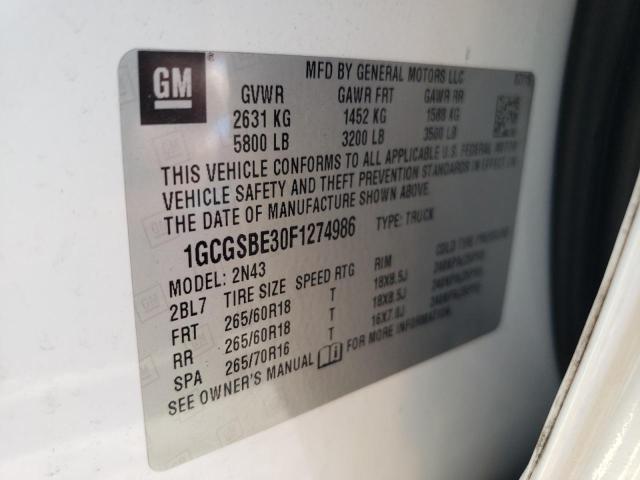 GM
MFD BY GENERAL MOTORS LLC
GVWR GAWR FRT GAWR RR
2631 KG 1452 KG 1588 KG
5800 LB 3200 LB 3500 LB
THIS VEHICLE CONFORMS TO ALL APPLICABLE U.S. FEDERAL MOTOR
VEHICLE SAFETY AND THEFT PREVENTION STANDARDS IN EFFECT ON
THE DATE OF MANUFACTURE SHOWN ABOVE.
1GCGSBE30F1274986 TYPE: TRUCK
MODEL: 2N43
2BL7 TIRE SIZE SPEED RTG RIM COLD TIRE PRESSURE
FRT 265/60R18 T 18X8.5J
RR 265/60R18 T 18X8.5J
SPA 265/70R16 T 16X7.0J
SEE OWNER'S MANUAL FOR MORE INFORMATION.